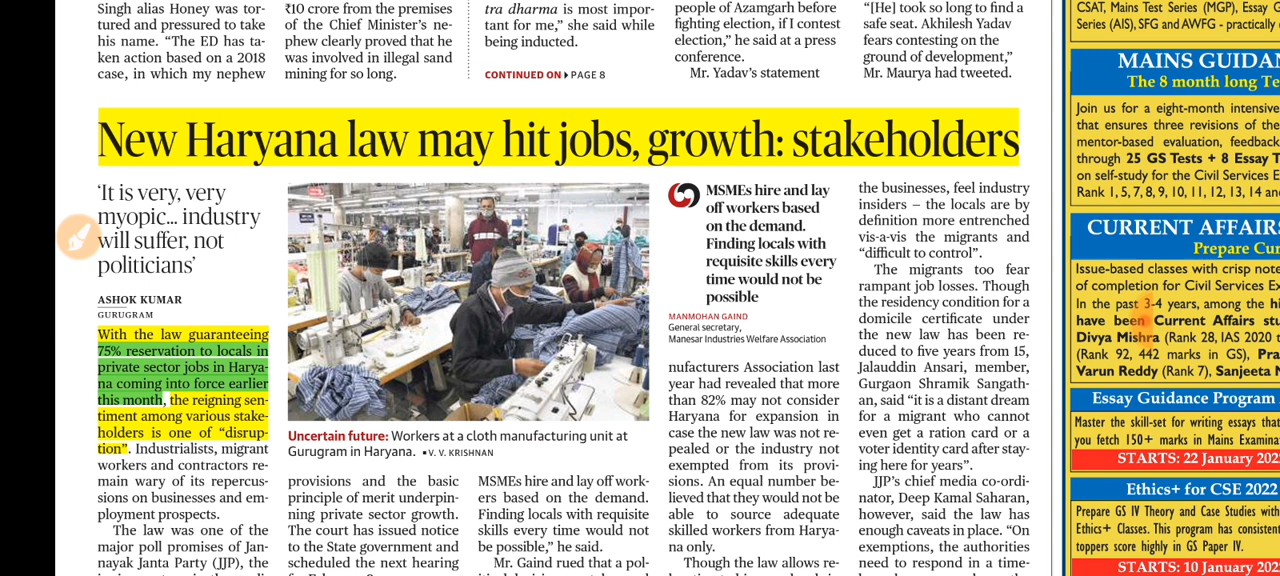 Singh alias Honey was tor-
tured and pressured to take
his name. “The ED has ta-
ken action based on a 2018
case, in which my nephew
₹10 crore from the premises
of the Chief Minister’s ne-
phew clearly proved that he
was involved in illegal sand
mining for so long.
tra dharma is most impor-
tant for me,” she said while
being inducted.
CONTINUED ON PAGE 8
people of Azamgarh before
fighting election, if I contest
election,” he said at a press
conference.
Mr. Yadav’s statement
“[He] took so long to find a
safe seat. Akhilesh Yadav
fears contesting on the
ground of development,”
Mr. Maurya had tweeted.
New Haryana law may hit jobs, growth: stakeholders
‘It is very, very
myopic... industry
will suffer, not
politicians’
ASHOK KUMAR
GURUGRAM
With the law guaranteeing
75% reservation to locals in
private sector jobs in Harya-
na coming into force earlier
this month, the reigning sen-
timent among various stake-
holders is one of “disrup-
tion”. Industrialists, migrant
workers and contractors re-
main wary of its repercus-
sions on businesses and em-
ployment prospects.
The law was one of the
major poll promises of Jan-
nayak Janta Party (JJP), the
Uncertain future: Workers at a cloth manufacturing unit at
Gurugram in Haryana. ▪ V. V. KRISHNAN
provisions and the basic
principle of merit underpin-
ning private sector growth.
The court has issued notice
to the State government and
scheduled the next hearing
MSMEs hire and lay off work-
ers based on the demand.
Finding locals with requisite
skills every time would not
be possible,” he said.
Mr. Gaind rued that a pol-
MSMEs hire and lay
off workers based
on the demand.
Finding locals with
requisite skills every
time would not be
possible
MANMOHAN GAIND
General secretary,
Manesar Industries Welfare Association
nufacturers Association last
year had revealed that more
than 82% may not consider
Haryana for expansion in
case the new law was not re-
pealed or the industry not
exempted from its provi-
sions. An equal number be-
lieved that they would not be
able to source adequate
skilled workers from Harya-
na only.
Though the law allows re-
the businesses, feel industry
insiders – the locals are by
definition more entrenched
vis-a-vis the migrants and
“difficult to control”.
The migrants too fear
rampant job losses. Though
the residency condition for a
domicile certificate under
the new law has been re-
duced to five years from 15,
Jalauddin Ansari, member,
Gurgaon Shramik Sangath-
an, said “it is a distant dream
for a migrant who cannot
even get a ration card or a
voter identity card after stay-
ing here for years”.
JJP’s chief media co-ordi-
nator, Deep Kamal Saharan,
however, said the law has
enough caveats in place. “On
exemptions, the authorities
need to respond in a time-
CSAT, Mains Test Series (MGP), Essay G
Series (AIS), SFG and AWFG - practically
MAINS GUIDAN
The 8 month long Te
Join us for a eight-month intensive
that ensures three revisions of the
mentor-based evaluation, feedback
through 25 GS Tests + 8 Essay T
on self-study for the Civil Services E
Rank 1, 5, 7, 8, 9, 10, 11, 12, 13, 14 an
CURRENT AFFAIRS
Prepare Cur
Issue-based classes with crisp note
of completion for Civil Services Ex
In the past 3-4 years, among the hi
have been Current Affairs stu
Divya Mishra (Rank 28, IAS 2020 t
(Rank 92, 442 marks in GS), Pra
Varun Reddy (Rank 7), Sanjeeta M
Essay Guidance Program
Master the skill-set for writing essays that
you fetch 150+ marks in Mains Examina
STARTS: 22 January 202
Ethics+ for CSE 2022
Prepare GS IV Theory and Case Studies with
Ethics+ Classes. This program has consistent
toppers score highly in GS Paper IV.
STARTS: 10 January 202